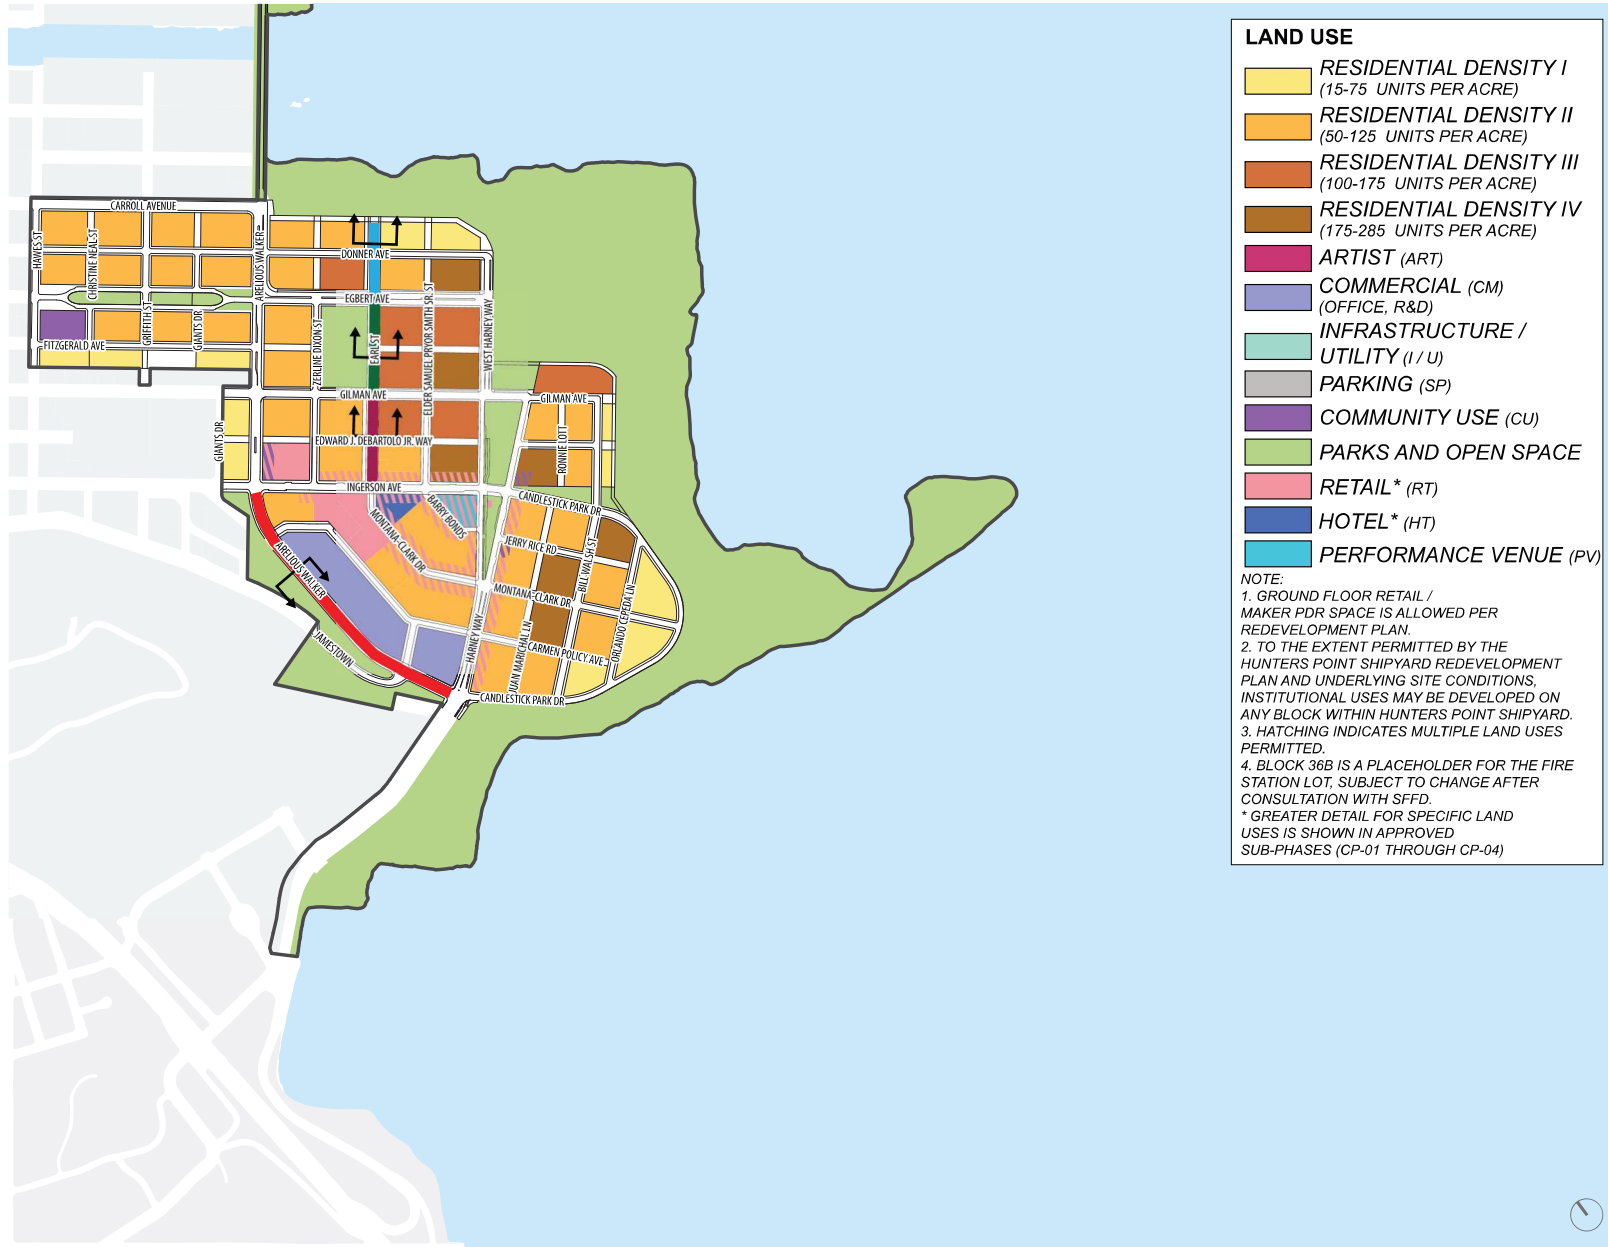 CARROLL AVENUE
HAWES ST
CHRISTINE NEAL ST
GRIFFITH ST
GIANTS DR
ARELIOUS WALKER
FITZGERALD AVE
DONNER AVE
EGBERT AVE
ZERLINE DIXON ST
EARL ST
ELDER SAMUEL PRYOR SMITH SR. ST
WEST HARNEY WAY
GILMAN AVE
GILMAN AVE
GIANTS DR
EDWARD J. DEBARTOLO JR. WAY
RONNIE LOTT
INGERSON AVE
CANDLESTICK PARK DR
MONTANA-CLARK DR
BARRY BONDS
JERRY RICE RD
BILL WALSH ST
ARELIOUS WALKER
MONTANA-CLARK DR
ORLANDO CEPEDA LN
JAMESTOWN
HARNEY WAY
JUAN MARICHAL LN
CARMEN POLICY AVE
CANDLESTICK PARK DR
LAND USE
RESIDENTIAL DENSITY I
(15-75 UNITS PER ACRE)
RESIDENTIAL DENSITY II
(50-125 UNITS PER ACRE)
RESIDENTIAL DENSITY III
(100-175 UNITS PER ACRE)
RESIDENTIAL DENSITY IV
(175-285 UNITS PER ACRE)
ARTIST (ART)
COMMERCIAL (CM)
(OFFICE, R&D)
INFRASTRUCTURE /
UTILITY (I / U)
PARKING (SP)
COMMUNITY USE (CU)
PARKS AND OPEN SPACE
RETAIL* (RT)
HOTEL* (HT)
PERFORMANCE VENUE (PV)
NOTE:
1. GROUND FLOOR RETAIL /
MAKER PDR SPACE IS ALLOWED PER
REDEVELOPMENT PLAN.
2. TO THE EXTENT PERMITTED BY THE
HUNTERS POINT SHIPYARD REDEVELOPMENT
PLAN AND UNDERLYING SITE CONDITIONS,
INSTITUTIONAL USES MAY BE DEVELOPED ON
ANY BLOCK WITHIN HUNTERS POINT SHIPYARD.
3. HATCHING INDICATES MULTIPLE LAND USES
PERMITTED.
4. BLOCK 36B IS A PLACEHOLDER FOR THE FIRE
STATION LOT, SUBJECT TO CHANGE AFTER
CONSULTATION WITH SFFD.
* GREATER DETAIL FOR SPECIFIC LAND
USES IS SHOWN IN APPROVED
SUB-PHASES (CP-01 THROUGH CP-04)